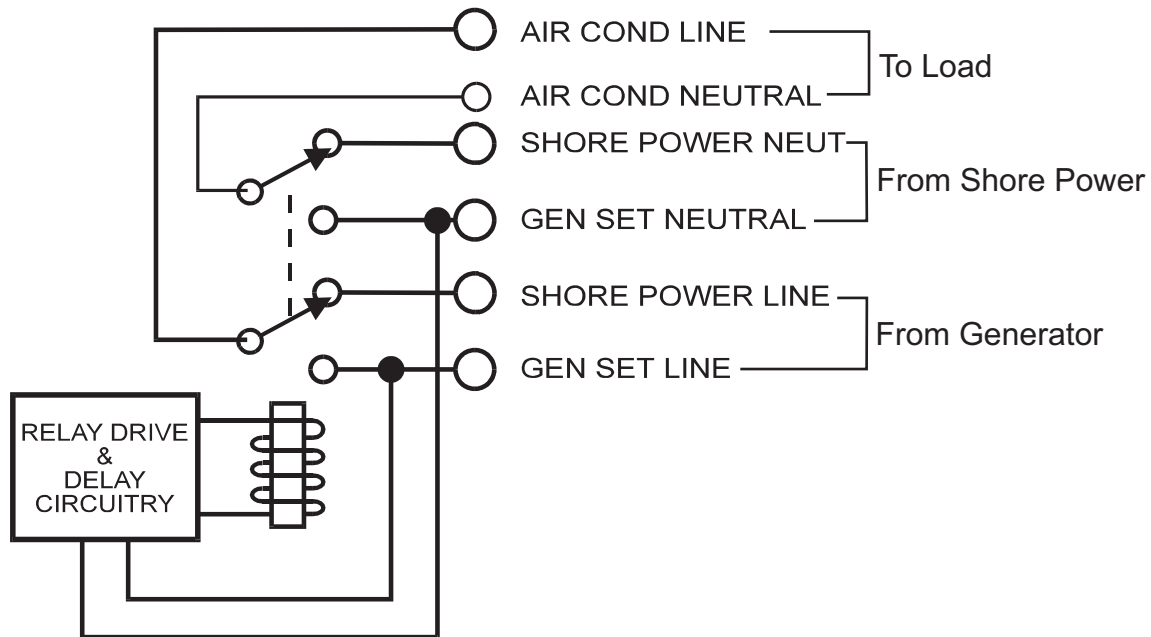 AIR COND LINE
To Load
AIR COND NEUTRAL
SHORE POWER NEUT
From Shore Power
GEN SET NEUTRAL
SHORE POWER LINE
From Generator
GEN SET LINE
RELAY DRIVE
&
DELAY
CIRCUITRY